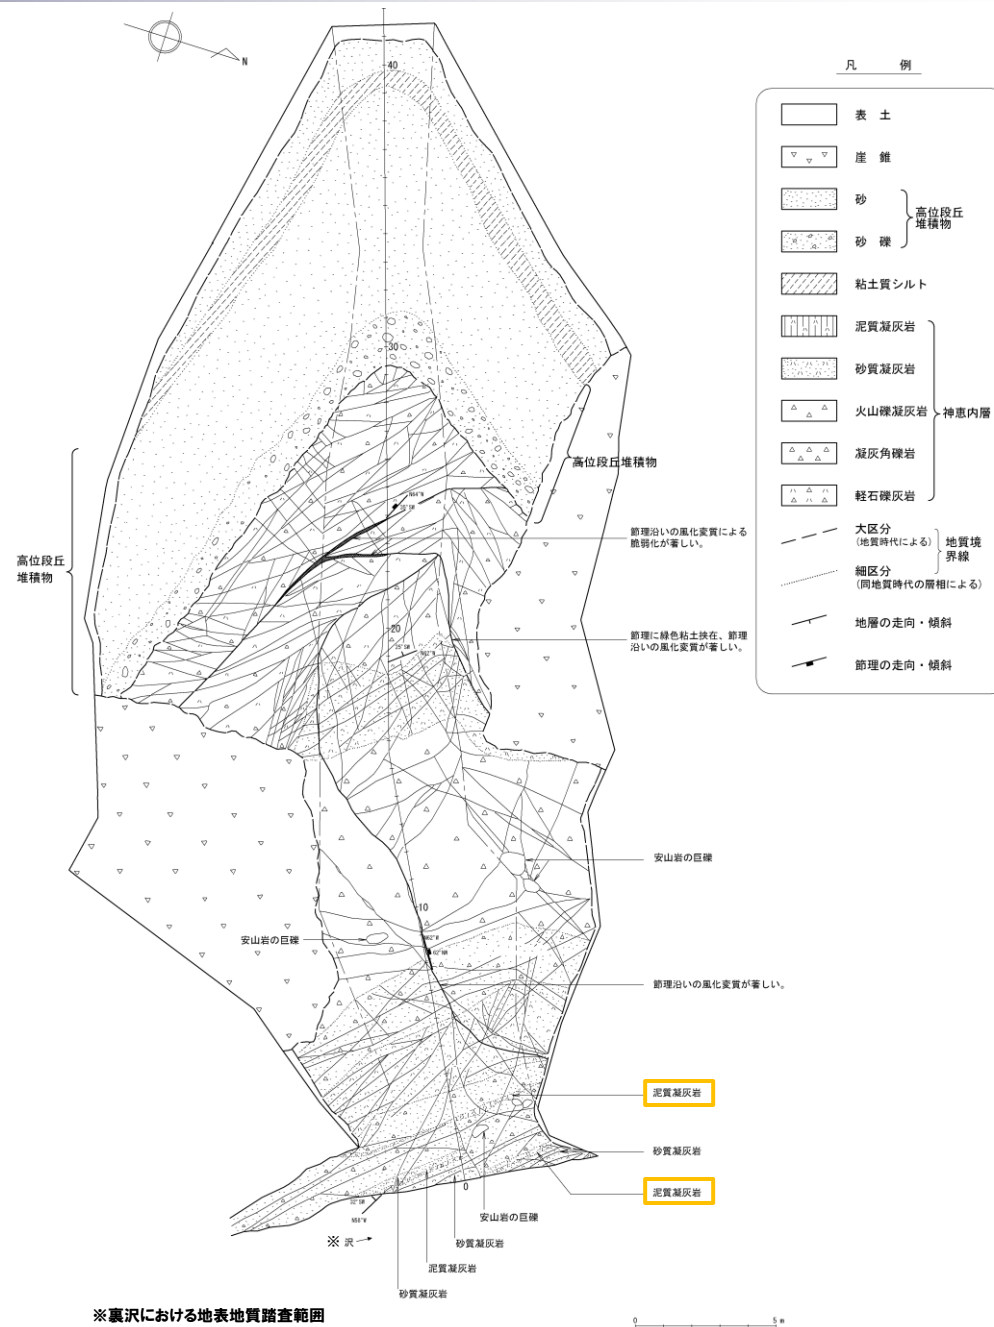 N
凡 例
表 土
崖 錐
砂
砂 礫
高位段丘
堆積物
粘土質シルト
泥質凝灰岩
砂質凝灰岩
火山礫凝灰岩
凝灰角礫岩
軽石礫灰岩
神恵内層
大区分
(地質時代による)
細区分
(同地質時代の層相による)
地質境
界線
地層の走向・傾斜
節理の走向・傾斜
40
30
高位段丘堆積物
節理沿いの風化変質による
脆弱化が著しい。
高位段丘
堆積物
20
節理に緑色粘土挟在、節理
沿いの風化変質が著しい。
安山岩の巨礫
10
安山岩の巨礫
節理沿いの風化変質が著しい。
泥質凝灰岩
砂質凝灰岩
泥質凝灰岩
0
安山岩の巨礫
※ 沢
砂質凝灰岩
泥質凝灰岩
砂質凝灰岩
※裏沢における地表地質踏査範囲
0 5 m